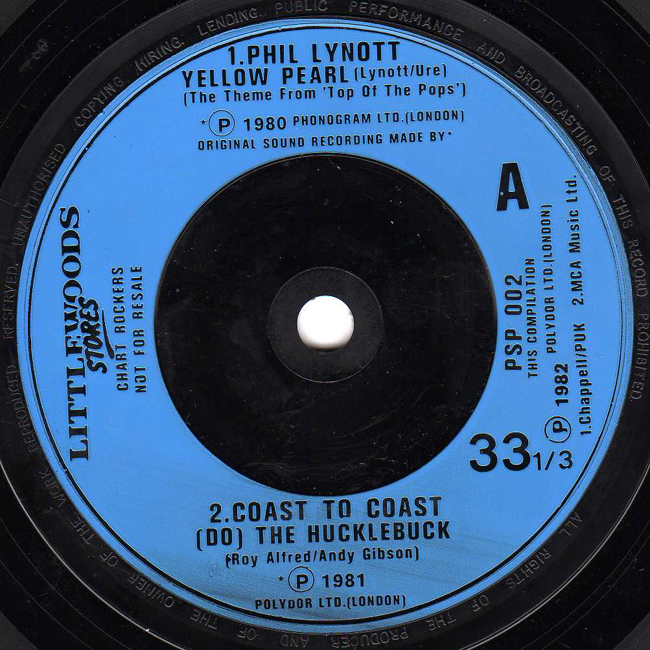 1.PHIL LYNOTT
YELLOW PEARL (Lynott/Ure)
(The Theme From 'Top Of The Pops')
* Ⓟ 1980 PHONOGRAM LTD.(LONDON)
ORIGINAL SOUND RECORDING MADE BY*
A
LITTLEWOODS
STORES
CHART ROCKERS
NOT FOR RESALE
PSP 002
THIS COMPILATION
POLYDOR LTD.(LONDON)
Ⓟ 1982
1.Chappell/PUK 2.MCA Music Ltd.
33 1/3
2.COAST TO COAST
(DO) THE HUCKLEBUCK
(Roy Alfred/Andy Gibson)
* Ⓟ 1981
POLYDOR LTD.(LONDON)
ALL RIGHTS OF THE PRODUCER, AND OF THE OWNER OF THE WORK REPRODUCED, RESERVED. UNAUTHORISED COPYING, HIRING, LENDING, PUBLIC PERFORMANCE AND BROADCASTING OF THIS RECORD PROHIBITED.